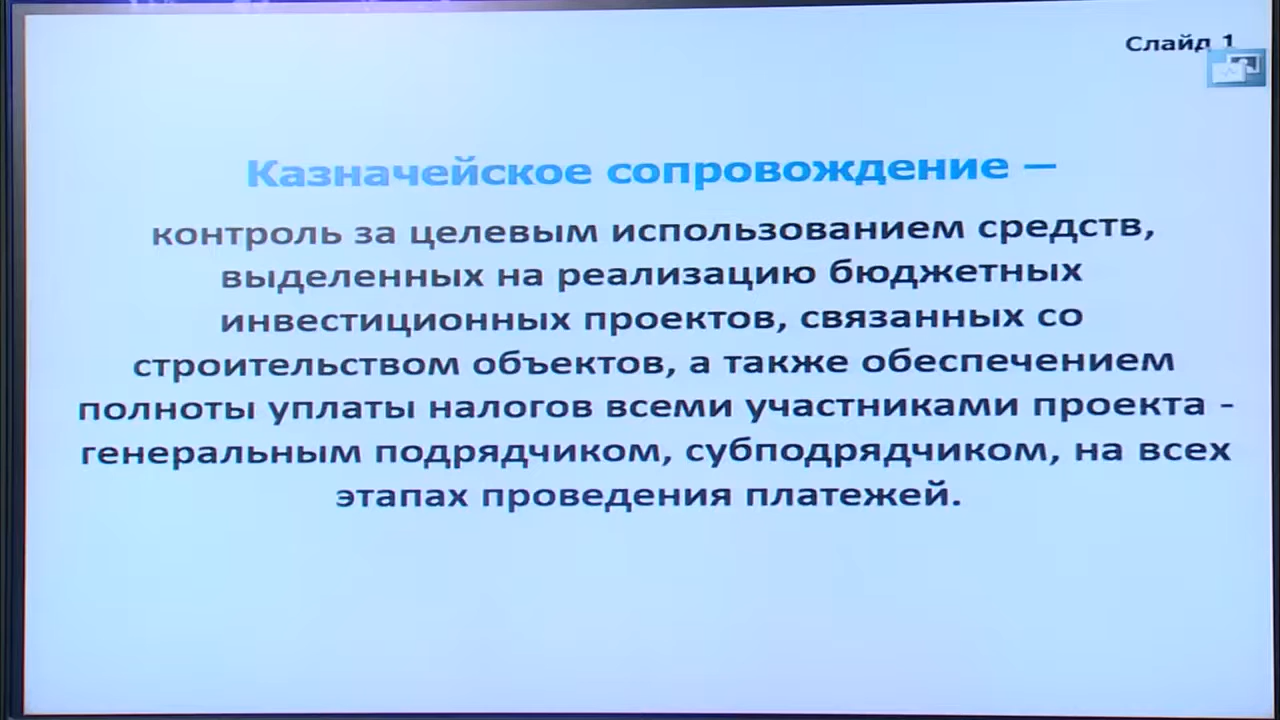 Слайд 1
Казначейское сопровождение —
контроль за целевым использованием средств,
выделенных на реализацию бюджетных
инвестиционных проектов, связанных со
строительством объектов, а также обеспечением
полноты уплаты налогов всеми участниками проекта -
генеральным подрядчиком, субподрядчиком, на всех
этапах проведения платежей.